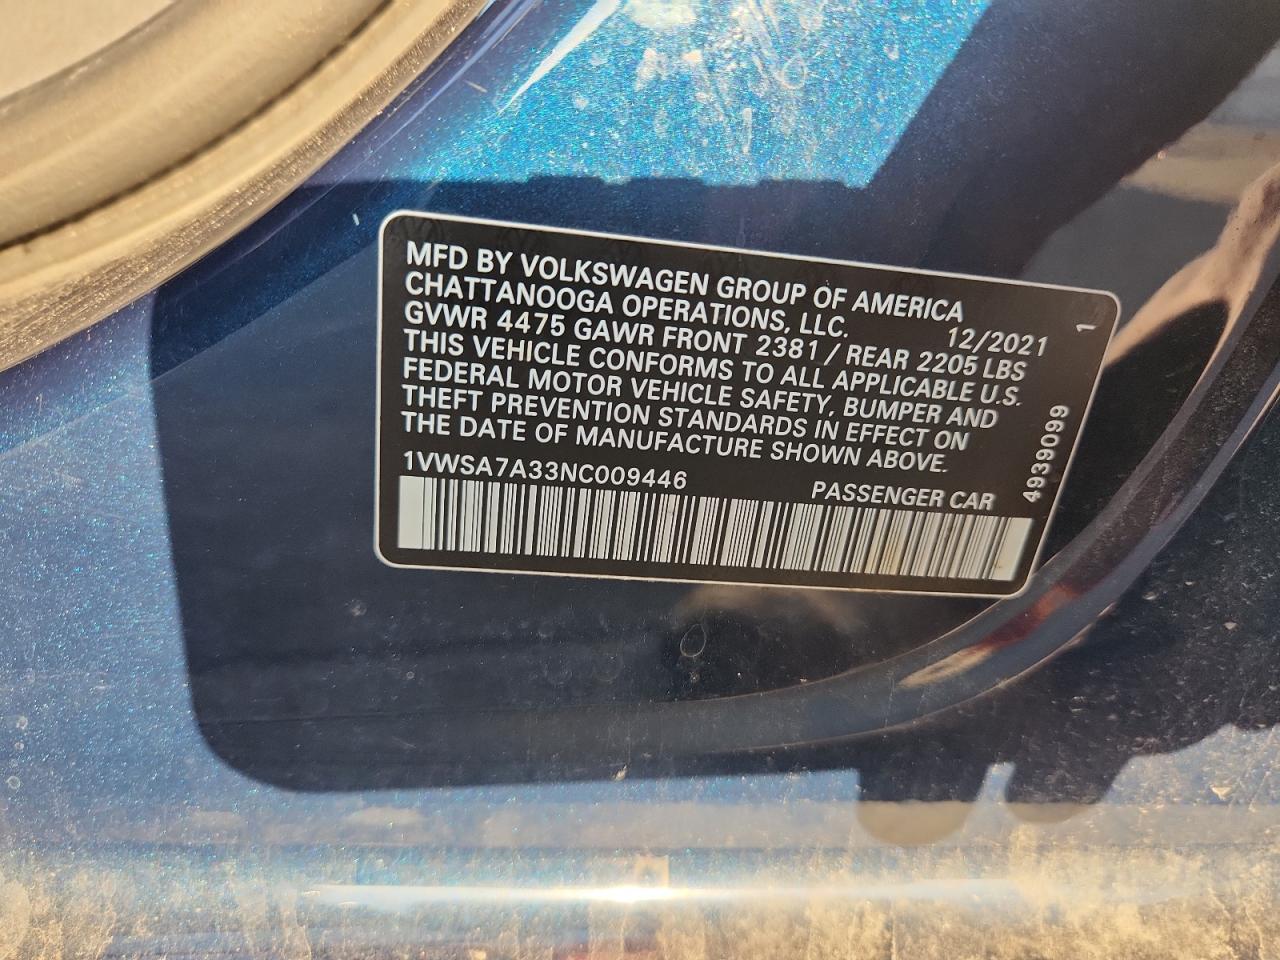 MFD BY VOLKSWAGEN GROUP OF AMERICA
CHATTANOOGA OPERATIONS, LLC. 12/2021 1
GVWR 4475 GAWR FRONT 2381 / REAR 2205 LBS
THIS VEHICLE CONFORMS TO ALL APPLICABLE U.S.
FEDERAL MOTOR VEHICLE SAFETY, BUMPER AND
THEFT PREVENTION STANDARDS IN EFFECT ON
THE DATE OF MANUFACTURE SHOWN ABOVE.
1VWSA7A33NC009446 PASSENGER CAR
4939099